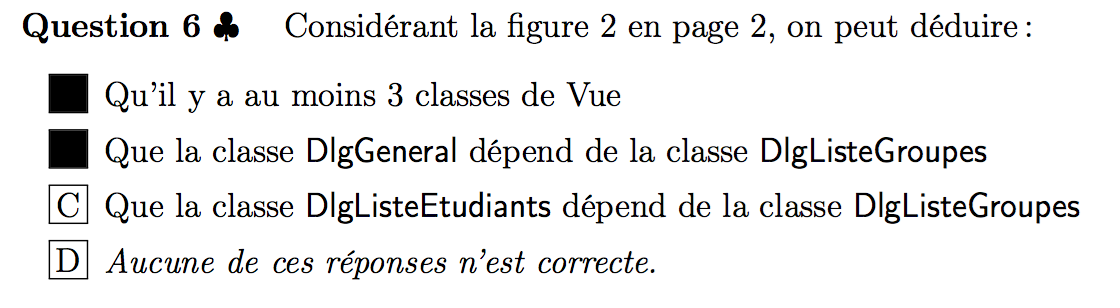 Question 6 ♣ Considérant la figure 2 en page 2, on peut déduire :
Qu'il y a au moins 3 classes de Vue
Que la classe DlgGeneral dépend de la classe DlgListeGroupes
C Que la classe DlgListeEtudiants dépend de la classe DlgListeGroupes
D Aucune de ces réponses n'est correcte.